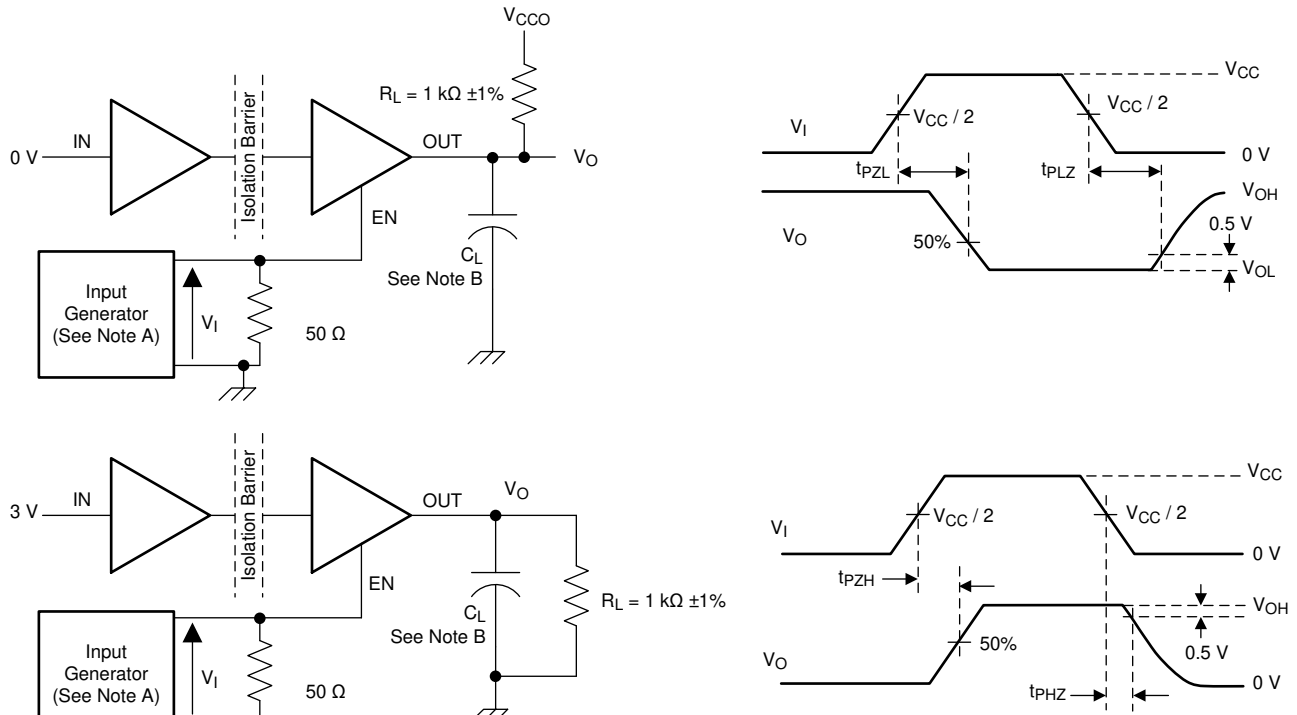 VCCO
RL = 1 kΩ ±1%
0 V
IN
Isolation Barrier
OUT
VO
EN
CL
See Note B
Input
Generator
(See Note A)
VI
50 Ω
VCC
VCC / 2
VCC / 2
VI
0 V
tPZL
tPLZ
VOH
0.5 V
VO
50%
VOL
3 V
IN
Isolation Barrier
OUT
VO
EN
CL
See Note B
RL = 1 kΩ ±1%
Input
Generator
(See Note A)
VI
50 Ω
VCC
VCC / 2
VCC / 2
VI
0 V
tPZH
VOH
0.5 V
50%
VO
0 V
tPHZ